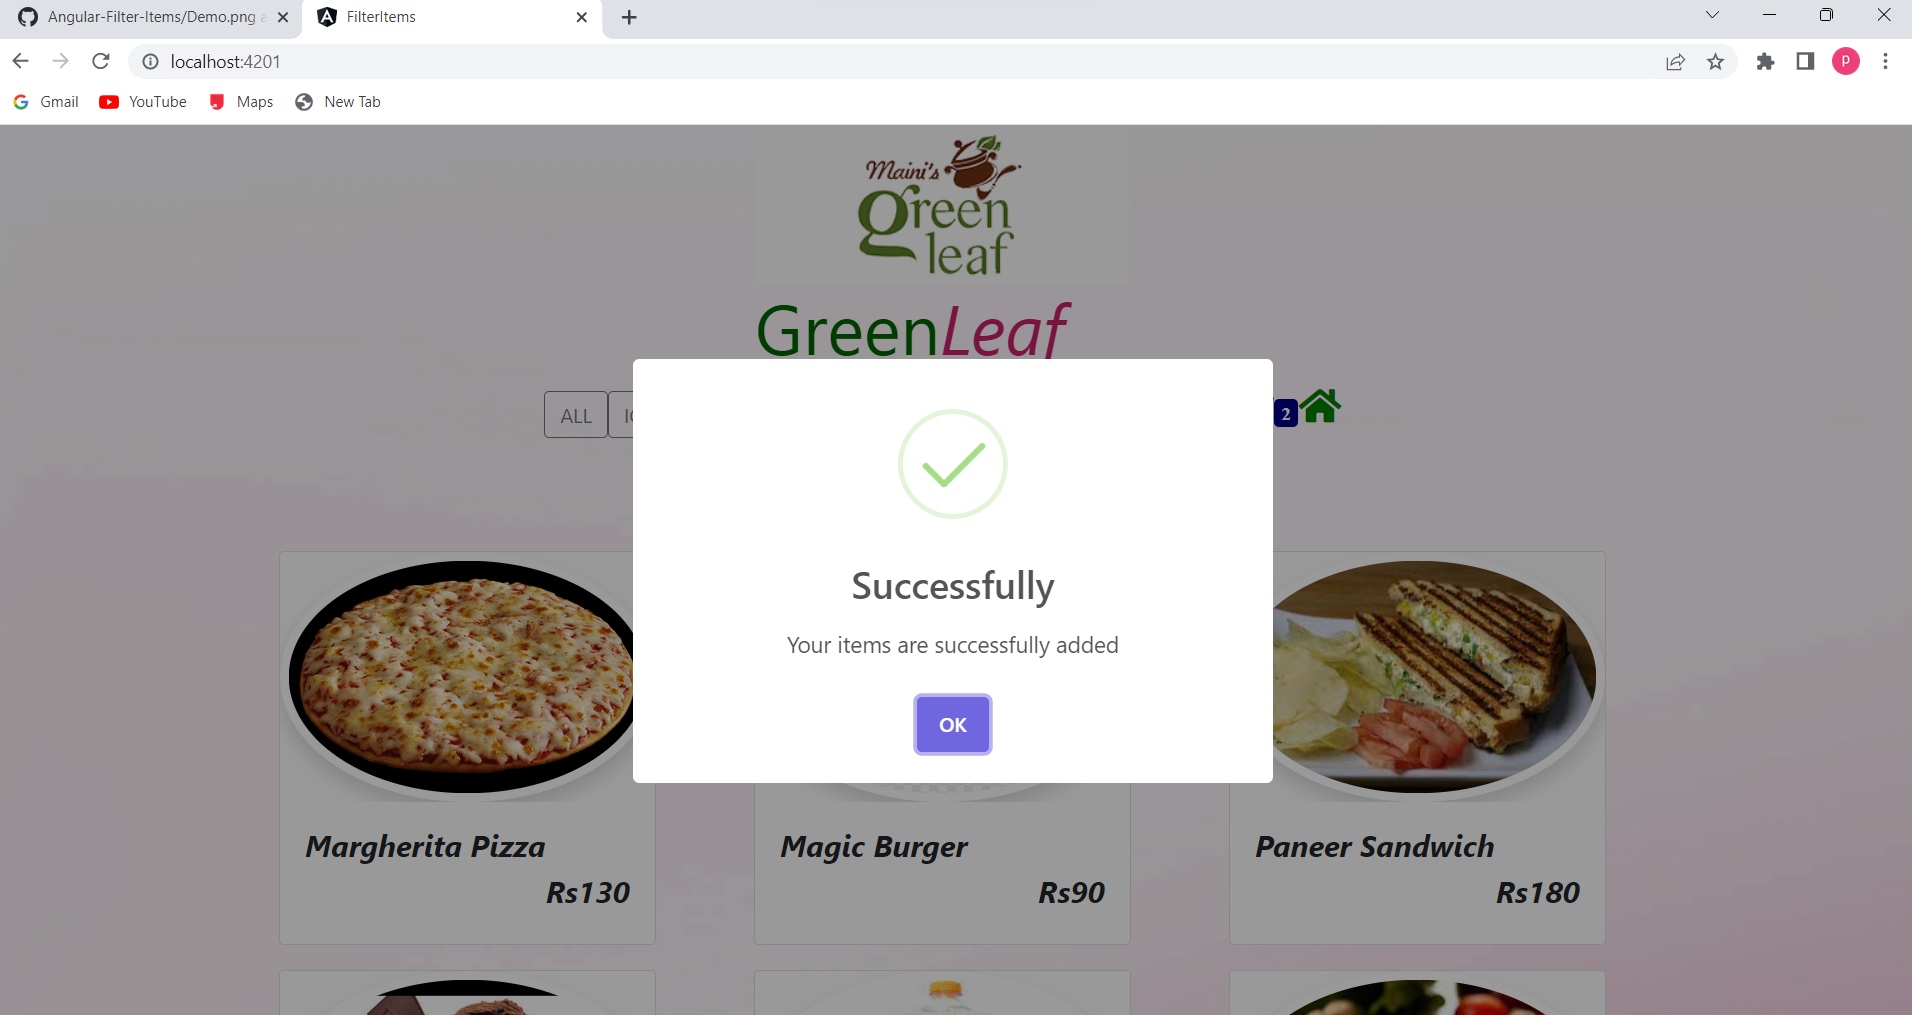 Angular-Filter-Items/Demo.png
FilterItems
localhost:4201
P
Gmail
YouTube
Maps
New Tab
Maini's
green
leaf
GreenLeaf
ALL
2
Successfully
Your items are successfully added
OK
Margherita Pizza
Rs130
Magic Burger
Rs90
Paneer Sandwich
Rs180